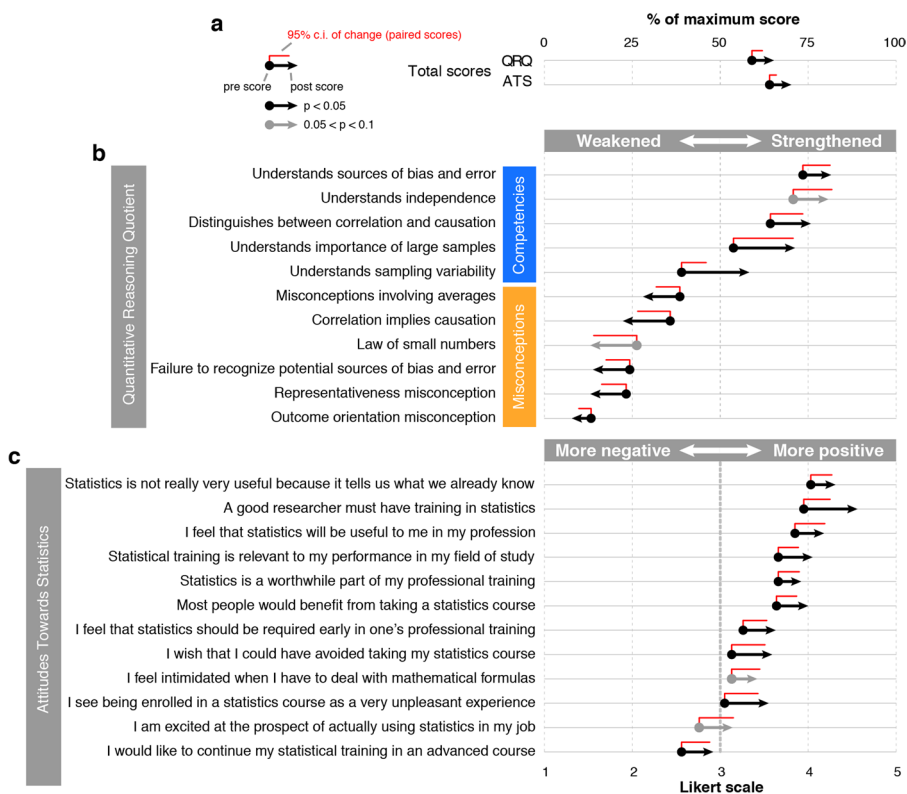 a
% of maximum score
95% c.i. of change (paired scores)
0 25 50 75 100
Total scores
QRQ
ATS
pre score post score
p < 0.05
0.05 < p < 0.1
b
Weakened Strengthened
Quantitative Reasoning Quotient
Competencies
Understands sources of bias and error
Understands independence
Distinguishes between correlation and causation
Understands importance of large samples
Understands sampling variability
Misconceptions
Misconceptions involving averages
Correlation implies causation
Law of small numbers
Failure to recognize potential sources of bias and error
Representativeness misconception
Outcome orientation misconception
c
More negative More positive
Attitudes Towards Statistics
Statistics is not really very useful because it tells us what we already know
A good researcher must have training in statistics
I feel that statistics will be useful to me in my profession
Statistical training is relevant to my performance in my field of study
Statistics is a worthwhile part of my professional training
Most people would benefit from taking a statistics course
I feel that statistics should be required early in one's professional training
I wish that I could have avoided taking my statistics course
I feel intimidated when I have to deal with mathematical formulas
I see being enrolled in a statistics course as a very unpleasant experience
I am excited at the prospect of actually using statistics in my job
I would like to continue my statistical training in an advanced course
1 2 3 4 5
Likert scale